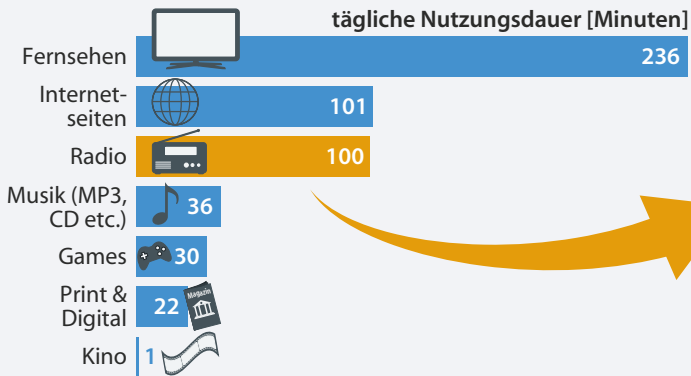 tägliche Nutzungsdauer [Minuten]
Fernsehen
236
Internet-
seiten
101
Radio
100
Musik (MP3,
CD etc.)
36
Games
30
Print &
Digital
22
Magazin
Kino
1